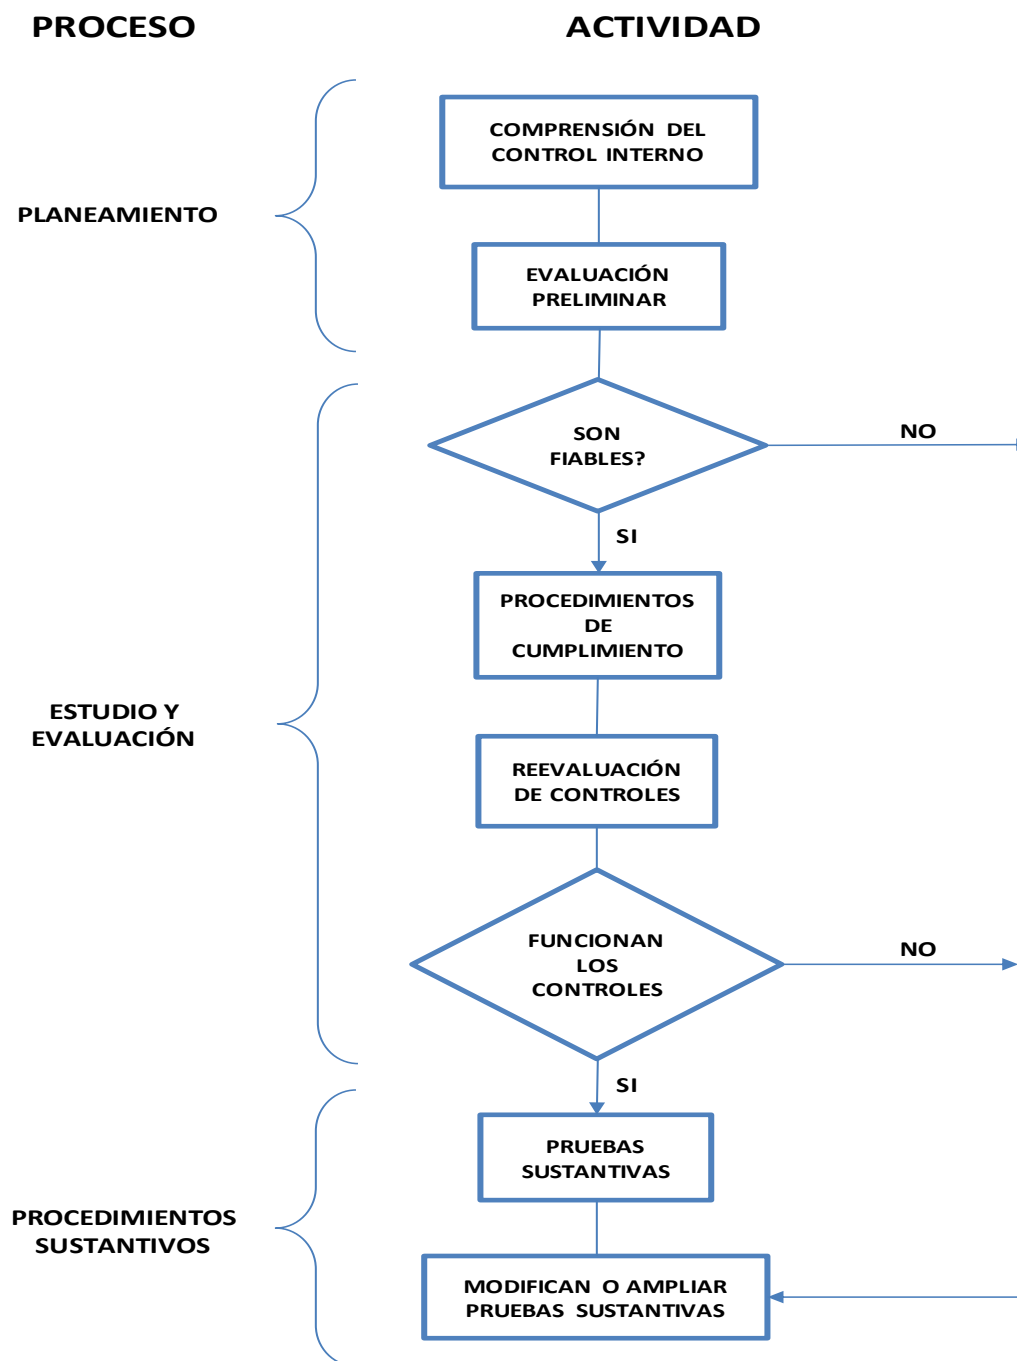 PROCESO
ACTIVIDAD
COMPRENSIÓN DEL
CONTROL INTERNO
PLANEAMIENTO
EVALUACIÓN
PRELIMINAR
SON
FIABLES?
NO
SI
PROCEDIMIENTOS
DE
CUMPLIMIENTO
ESTUDIO Y
EVALUACIÓN
REEVALUACIÓN
DE CONTROLES
FUNCIONAN
LOS
CONTROLES
NO
SI
PRUEBAS
SUSTANTIVAS
PROCEDIMIENTOS
SUSTANTIVOS
MODIFICAN O AMPLIAR
PRUEBAS SUSTANTIVAS